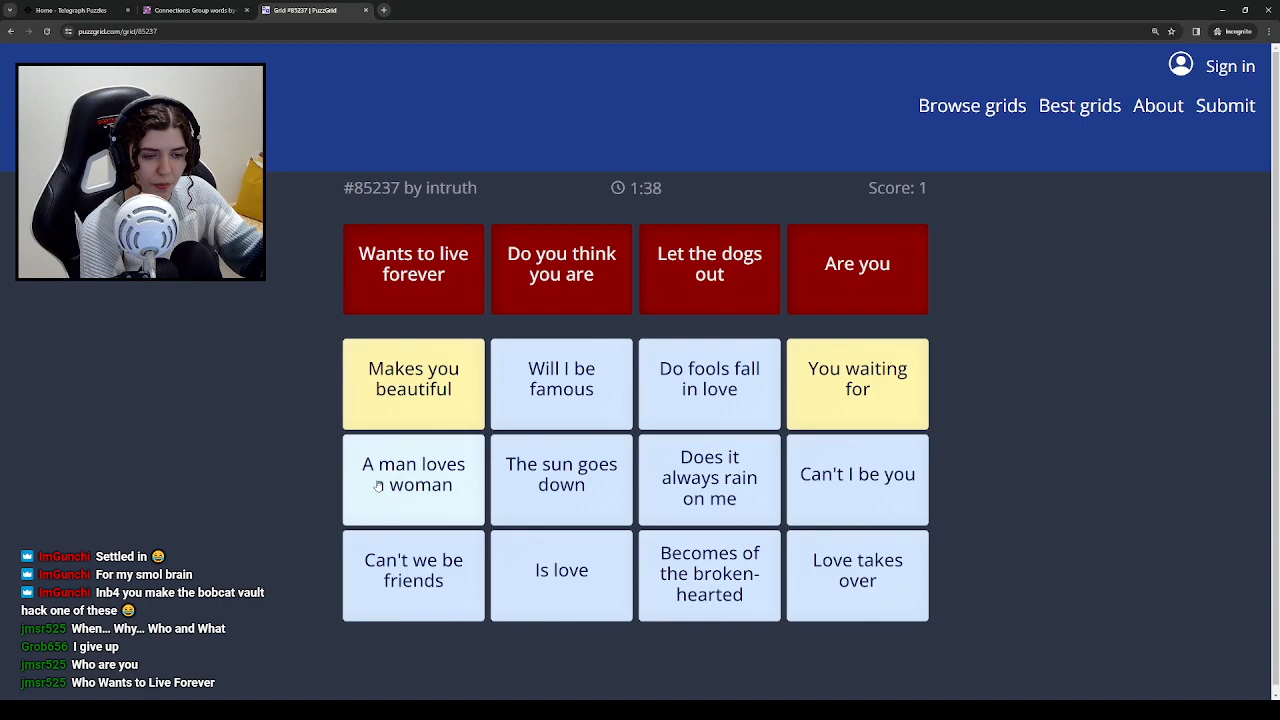 Home - Telegraph Puzzles
Connections: Group words by
Grid #85237 | PuzzGrid
puzzgrid.com/grid/85237
Incognito
Sign in
Browse grids Best grids About Submit
#85237 by intruth
1:38
Score: 1
Wants to live
forever
Do you think
you are
Let the dogs
out
Are you
Makes you
beautiful
Will I be
famous
Do fools fall
in love
You waiting
for
A man loves
a woman
The sun goes
down
Does it
always rain
on me
Can't I be you
Can't we be
friends
Is love
Becomes of
the broken-
hearted
Love takes
over
ImGunchi Settled in 😂
ImGunchi For my smol brain
ImGunchi Inb4 you make the bobcat vault
hack one of these 😂
jmsr525 When... Why... Who and What
Grob656 I give up
jmsr525 Who are you
jmsr525 Who Wants to Live Forever